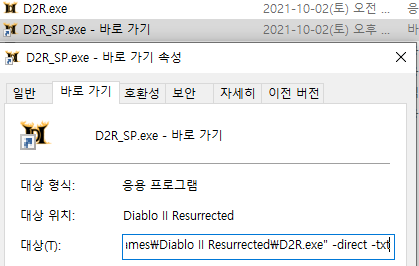 D2R.exe 2021-10-02(토) 오전 ... 응
D2R_SP.exe - 바로 가기 2021-10-02(토) 오후 ... 바
D2R_SP.exe - 바로 가기 속성
일반 바로 가기 호환성 보안 자세히 이전 버전
D2R_SP.exe - 바로 가기
대상 형식: 응용 프로그램
대상 위치: Diablo II Resurrected
대상(T): ames\Diablo II Resurrected\D2R.exe" -direct -txt